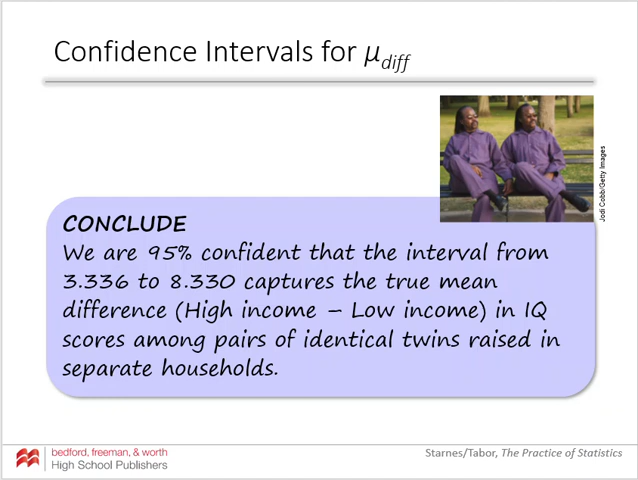 Confidence Intervals for μdiff
Jodi Cobb/Getty Images
CONCLUDE
We are 95% confident that the interval from
3.336 to 8.330 captures the true mean
difference (High income – Low income) in IQ
scores among pairs of identical twins raised in
separate households.
bedford, freeman, & worth
High School Publishers
Starnes/Tabor, The Practice of Statistics